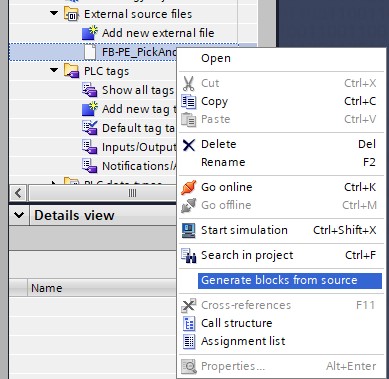 External source files
Add new external file
FB-PE_PickAnd
PLC tags
Show all tags
Add new tag t
Default tag ta
Inputs/Output
Notifications/A
PLC data types
Details view
Name
Open
Cut Ctrl+X
Copy Ctrl+C
Paste Ctrl+V
Delete Del
Rename F2
Go online Ctrl+K
Go offline Ctrl+M
Start simulation Ctrl+Shift+X
Search in project Ctrl+F
Generate blocks from source
Cross-references F11
Call structure
Assignment list
Properties... Alt+Enter